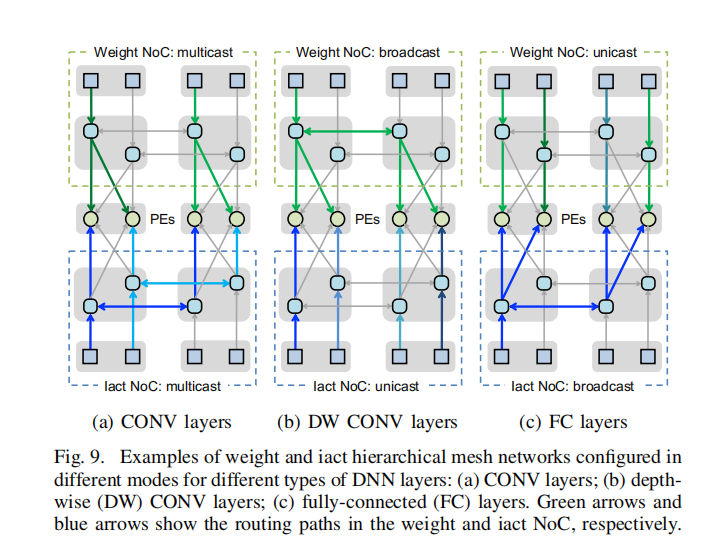 Weight NoC: multicast
Weight NoC: broadcast
Weight NoC: unicast
PEs
PEs
PEs
Iact NoC: multicast
Iact NoC: unicast
Iact NoC: broadcast
(a) CONV layers
(b) DW CONV layers
(c) FC layers
Fig. 9. Examples of weight and iact hierarchical mesh networks configured in
different modes for different types of DNN layers: (a) CONV layers; (b) depth-
wise (DW) CONV layers; (c) fully-connected (FC) layers. Green arrows and
blue arrows show the routing paths in the weight and iact NoC, respectively.